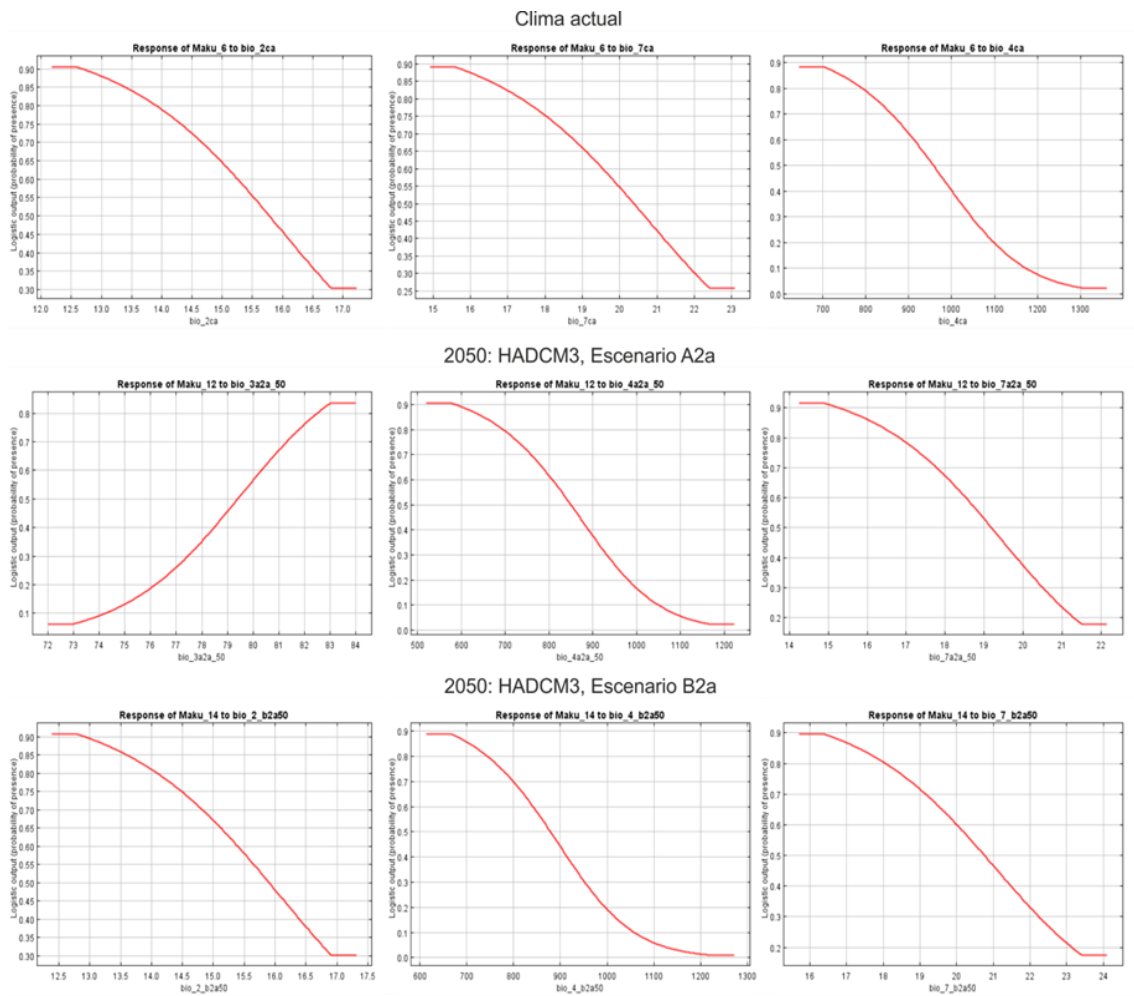 Clima actual
Response of Maku_6 to bio_2ca
Logistic output (probability of presence)
0.90
0.85
0.80
0.75
0.70
0.65
0.60
0.55
0.50
0.45
0.40
0.35
0.30
12.0 12.5 13.0 13.5 14.0 14.5 15.0 15.5 16.0 16.5 17.0
bio_2ca
Response of Maku_6 to bio_7ca
Logistic output (probability of presence)
0.90
0.85
0.80
0.75
0.70
0.65
0.60
0.55
0.50
0.45
0.40
0.35
0.30
0.25
15 16 17 18 19 20 21 22 23
bio_7ca
Response of Maku_6 to bio_4ca
Logistic output (probability of presence)
0.9
0.8
0.7
0.6
0.5
0.4
0.3
0.2
0.1
0.0
700 800 900 1000 1100 1200 1300
bio_4ca
2050: HADCM3, Escenario A2a
Response of Maku_12 to bio_3a2a_50
Logistic output (probability of presence)
0.8
0.7
0.6
0.5
0.4
0.3
0.2
0.1
72 73 74 75 76 77 78 79 80 81 82 83 84
bio_3a2a_50
Response of Maku_12 to bio_4a2a_50
Logistic output (probability of presence)
0.9
0.8
0.7
0.6
0.5
0.4
0.3
0.2
0.1
0.0
500 600 700 800 900 1000 1100 1200
bio_4a2a_50
Response of Maku_12 to bio_7a2a_50
Logistic output (probability of presence)
0.9
0.8
0.7
0.6
0.5
0.4
0.3
0.2
14 15 16 17 18 19 20 21 22
bio_7a2a_50
2050: HADCM3, Escenario B2a
Response of Maku_14 to bio_2_b2a50
Logistic output (probability of presence)
0.90
0.85
0.80
0.75
0.70
0.65
0.60
0.55
0.50
0.45
0.40
0.35
0.30
12.5 13.0 13.5 14.0 14.5 15.0 15.5 16.0 16.5 17.0 17.5
bio_2_b2a50
Response of Maku_14 to bio_4_b2a50
Logistic output (probability of presence)
0.9
0.8
0.7
0.6
0.5
0.4
0.3
0.2
0.1
0.0
600 700 800 900 1000 1100 1200 1300
bio_4_b2a50
Response of Maku_14 to bio_7_b2a50
Logistic output (probability of presence)
0.9
0.8
0.7
0.6
0.5
0.4
0.3
0.2
16 17 18 19 20 21 22 23 24
bio_7_b2a50